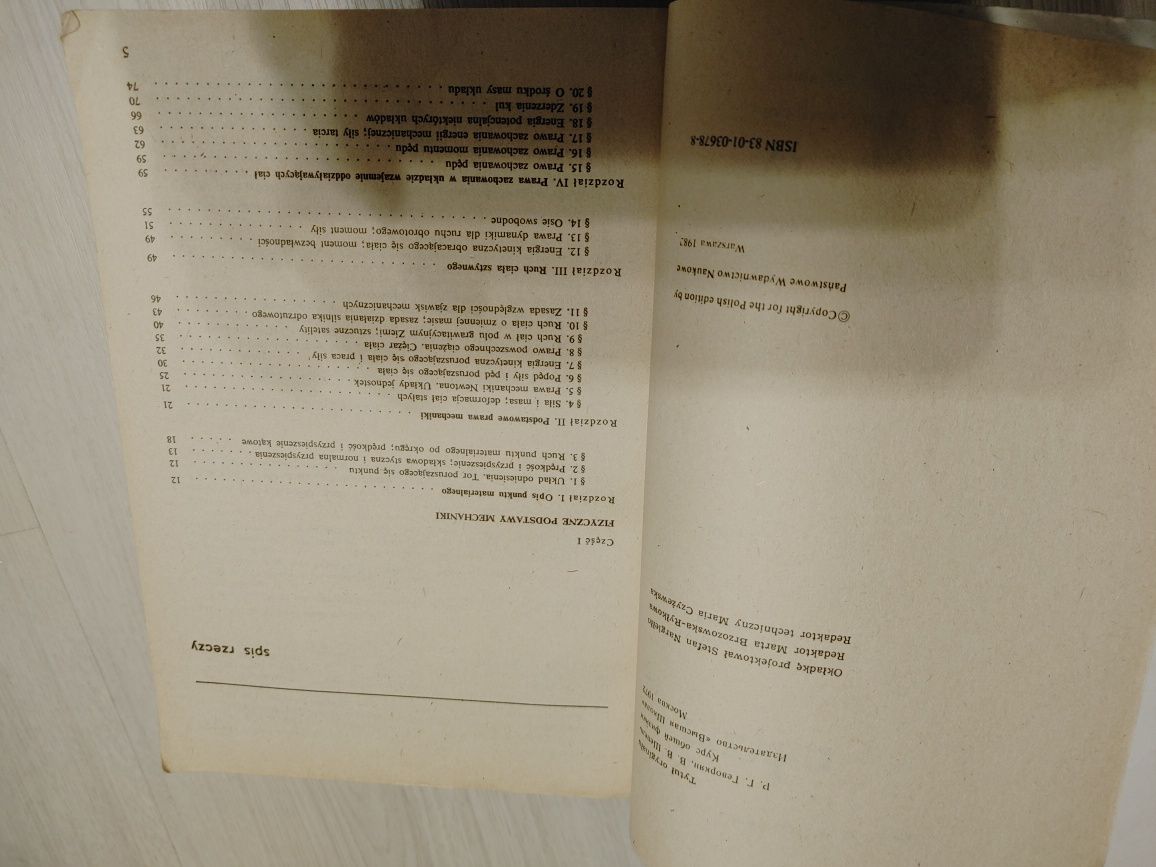 Tytuł oryginału
Р. Г. Геворкян, В. В. Шепель
Курс общей физики
Издательство «Высшая Школа»
Москва 1972
Okładkę projektował Stefan Nargiełło
Redaktor Marta Brzozowska-Ryłkowa
Redaktor techniczny Maria Czyżewska
© Copyright for the Polish edition by
Państwowe Wydawnictwo Naukowe
Warszawa
ISBN 83-01-03678-8
spis rzeczy
Część I
FIZYCZNE PODSTAWY MECHANIKI
Rozdział I. Opis punktu materialnego . . . . . . . . . . 12
§ 1. Układ odniesienia. Tor poruszającego się punktu . . . . . . . . . . 12
§ 2. Prędkość i przyspieszenie; składowa styczna i normalna przyspieszenia . . . . . . . 13
§ 3. Ruch punktu materialnego po okręgu; prędkość i przyspieszenie kątowe . . . . . 18
Rozdział II. Podstawowe prawa mechaniki . . . . . . . . . . 21
§ 4. Siła i masa; deformacja ciał stałych . . . . . . . . . . 21
§ 5. Prawa mechaniki Newtona. Układy jednostek . . . . . . . . . . 25
§ 6. Popęd siły i pęd poruszającego się ciała . . . . . . . . . . 30
§ 7. Energia kinetyczna poruszającego się ciała i praca siły . . . . . . . . . . 32
§ 8. Prawo powszechnego ciążenia. Ciężar ciała . . . . . . . . . . 35
§ 9. Ruch ciał w polu grawitacyjnym Ziemi; sztuczne satelity . . . . . . . . . . 40
§ 10. Ruch ciała o zmiennej masie; zasada działania silnika odrzutowego . . . . . . . 43
§ 11. Zasada względności dla zjawisk mechanicznych . . . . . . . . . . 46
Rozdział III. Ruch ciała sztywnego . . . . . . . . . . 49
§ 12. Energia kinetyczna obracającego się ciała; moment bezwładności . . . . . . . 49
§ 13. Prawa dynamiki dla ruchu obrotowego; moment siły . . . . . . . . . . 51
§ 14. Osie swobodne . . . . . . . . . . 55
Rozdział IV. Prawa zachowania w układzie wzajemnie oddziaływających ciał . . . . . . . 59
§ 15. Prawo zachowania pędu . . . . . . . . . . 59
§ 16. Prawo zachowania momentu pędu . . . . . . . . . . 62
§ 17. Prawo zachowania energii mechanicznej; siły tarcia . . . . . . . . . . 63
§ 18. Energia potencjalna niektórych układów . . . . . . . . . . 66
§ 19. Zderzenia kul . . . . . . . . . . 70
§ 20. O środku masy układu . . . . . . . . . . 74
5